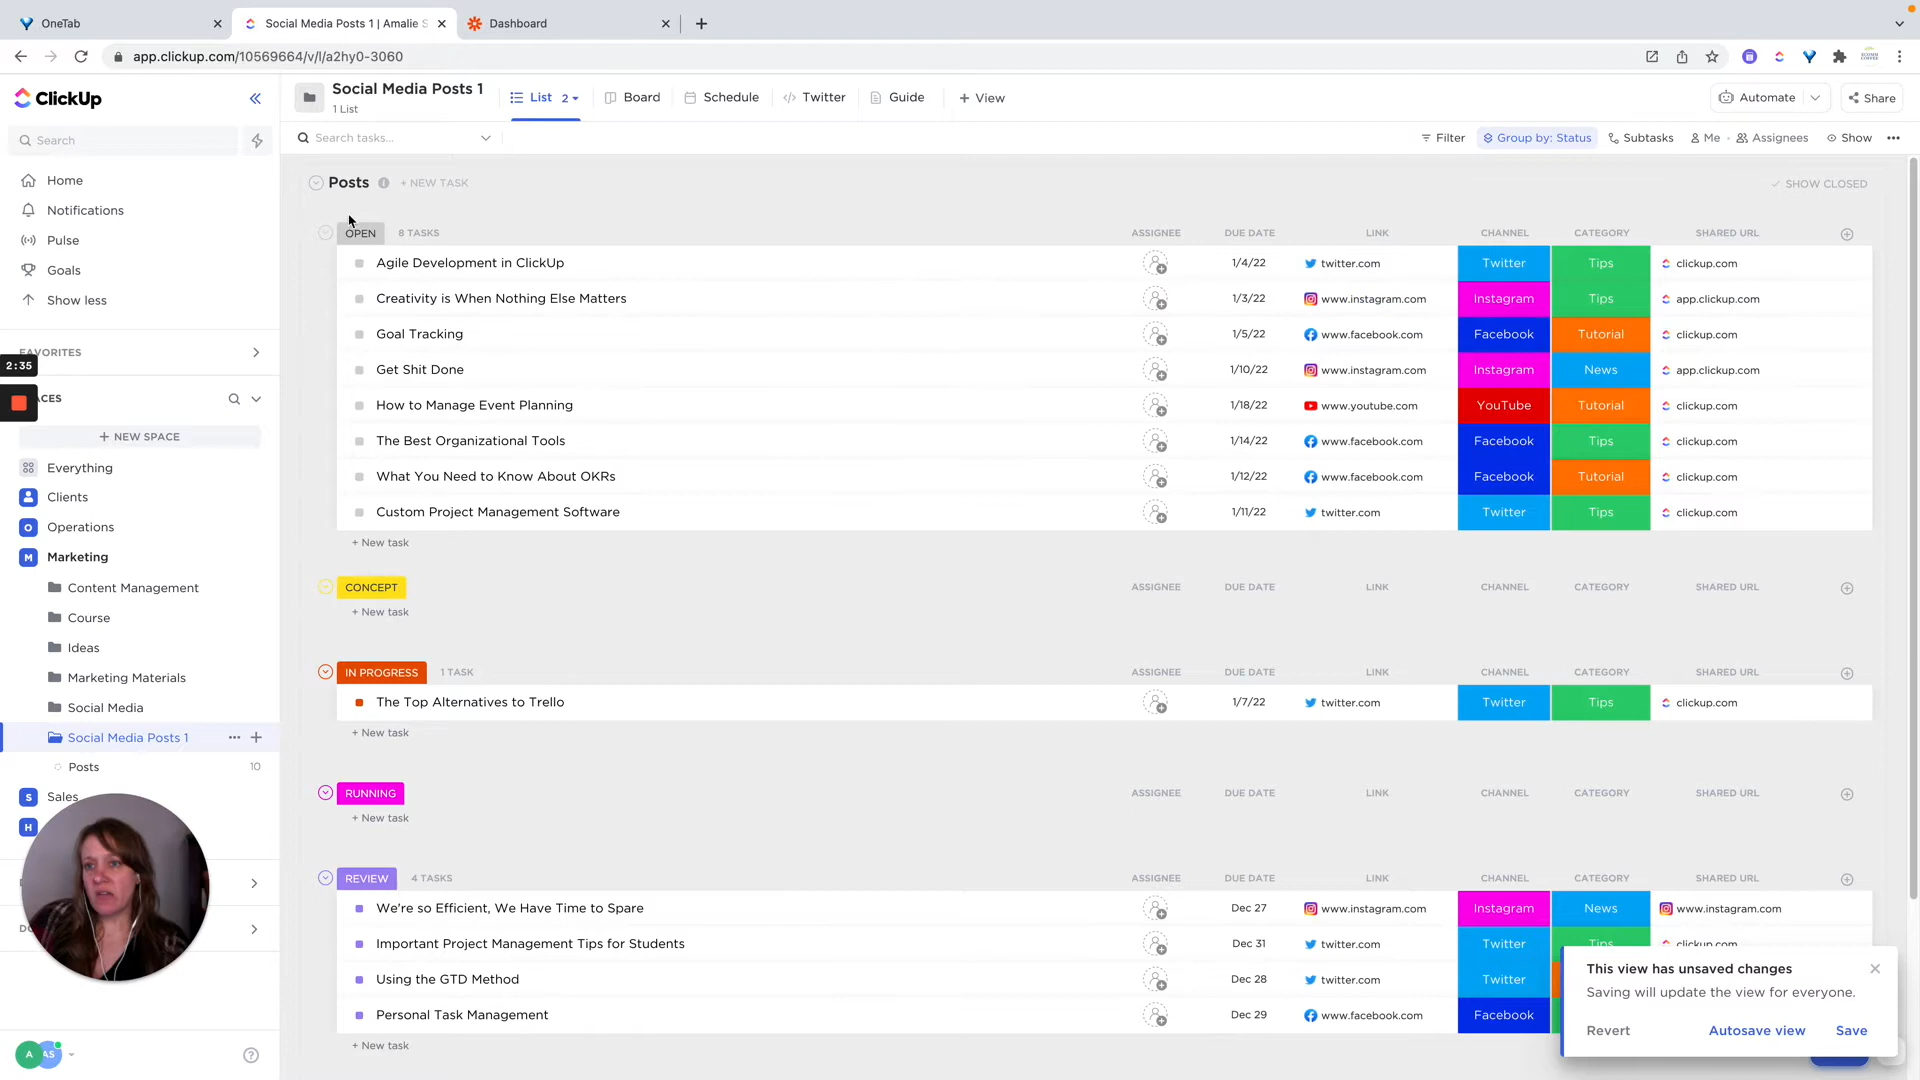 OneTab
Social Media Posts 1 | Amalie S
Dashboard
app.clickup.com/10569664/v/l/a2hy0-3060
ClickUp
Social Media Posts 1
1 List
List 2
Board
Schedule
Twitter
Guide
+ View
Automate
Share
Search
Search tasks...
Filter
Group by: Status
Subtasks
Me
Assignees
Show
Home
Notifications
Pulse
Goals
Show less
FAVORITES
2:35
ACES
+ NEW SPACE
Everything
Clients
O Operations
M Marketing
Content Management
Course
Ideas
Marketing Materials
Social Media
Social Media Posts 1
Posts 10
S Sales
H
A AS
Posts + NEW TASK
SHOW CLOSED
OPEN 8 TASKS ASSIGNEE DUE DATE LINK CHANNEL CATEGORY SHARED URL
Agile Development in ClickUp 1/4/22 twitter.com Twitter Tips clickup.com
Creativity is When Nothing Else Matters 1/3/22 www.instagram.com Instagram Tips app.clickup.com
Goal Tracking 1/5/22 www.facebook.com Facebook Tutorial clickup.com
Get Shit Done 1/10/22 www.instagram.com Instagram News app.clickup.com
How to Manage Event Planning 1/18/22 www.youtube.com YouTube Tutorial clickup.com
The Best Organizational Tools 1/14/22 www.facebook.com Facebook Tips clickup.com
What You Need to Know About OKRs 1/12/22 www.facebook.com Facebook Tutorial clickup.com
Custom Project Management Software 1/11/22 twitter.com Twitter Tips clickup.com
+ New task
CONCEPT ASSIGNEE DUE DATE LINK CHANNEL CATEGORY SHARED URL
+ New task
IN PROGRESS 1 TASK ASSIGNEE DUE DATE LINK CHANNEL CATEGORY SHARED URL
The Top Alternatives to Trello 1/7/22 twitter.com Twitter Tips clickup.com
+ New task
RUNNING ASSIGNEE DUE DATE LINK CHANNEL CATEGORY SHARED URL
+ New task
REVIEW 4 TASKS ASSIGNEE DUE DATE LINK CHANNEL CATEGORY SHARED URL
We're so Efficient, We Have Time to Spare Dec 27 www.instagram.com Instagram News www.instagram.com
Important Project Management Tips for Students Dec 31 twitter.com Twitter Tips clickup.com
Using the GTD Method Dec 28 twitter.com Twitter
Personal Task Management Dec 29 www.facebook.com Facebook
+ New task
This view has unsaved changes
Saving will update the view for everyone.
Revert Autosave view Save